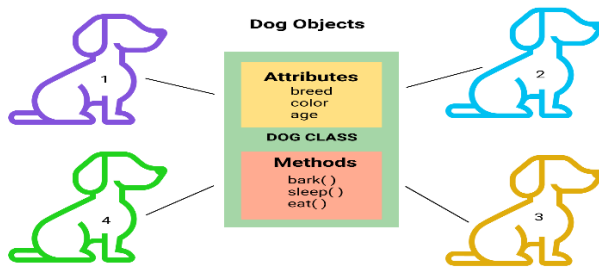 Dog Objects
1
2
Attributes
breed
color
age
DOG CLASS
Methods
bark( )
sleep( )
eat( )
4
3